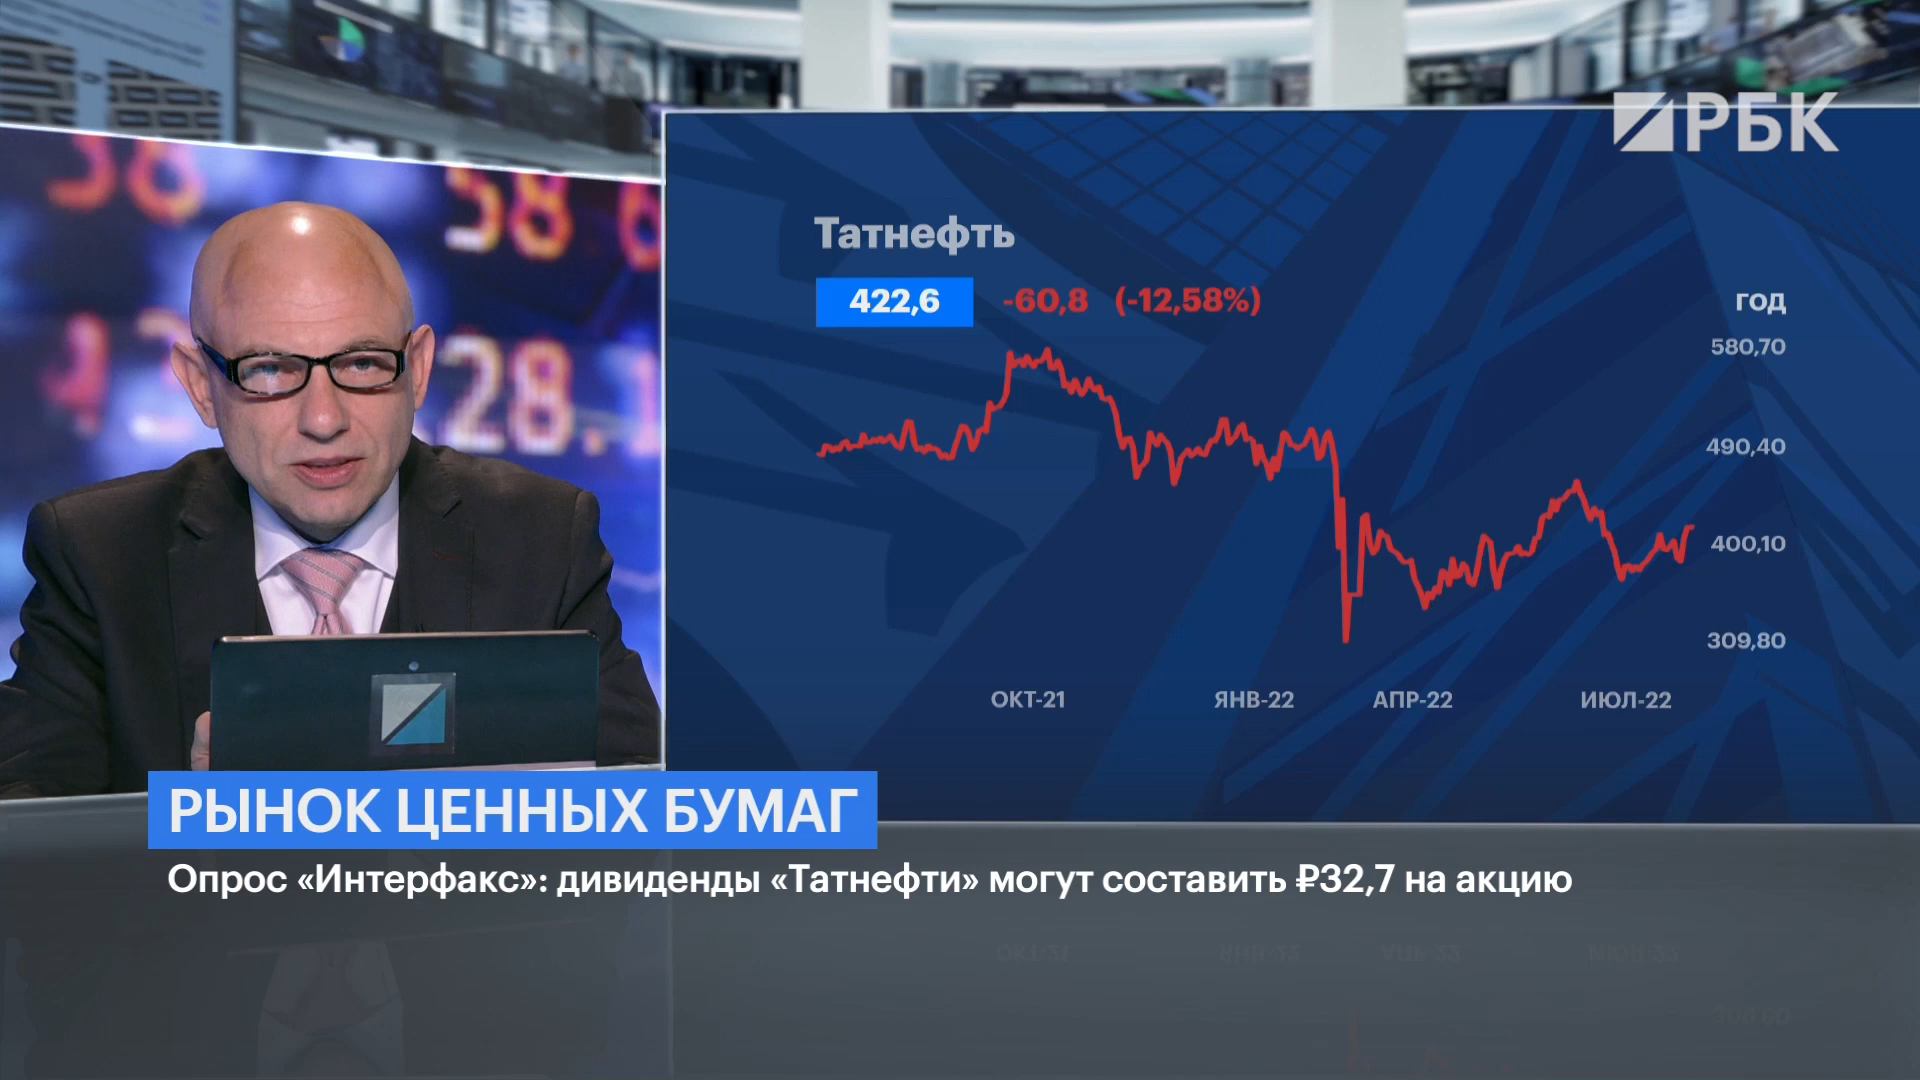 РБК
Татнефть
422,6 -60,8 (-12,58%)
год
580,70
490,40
400,10
309,80
ОКТ-21 ЯНВ-22 АПР-22 ИЮЛ-22
РЫНОК ЦЕННЫХ БУМАГ
Опрос «Интерфакс»: дивиденды «Татнефти» могут составить ₽32,7 на акцию